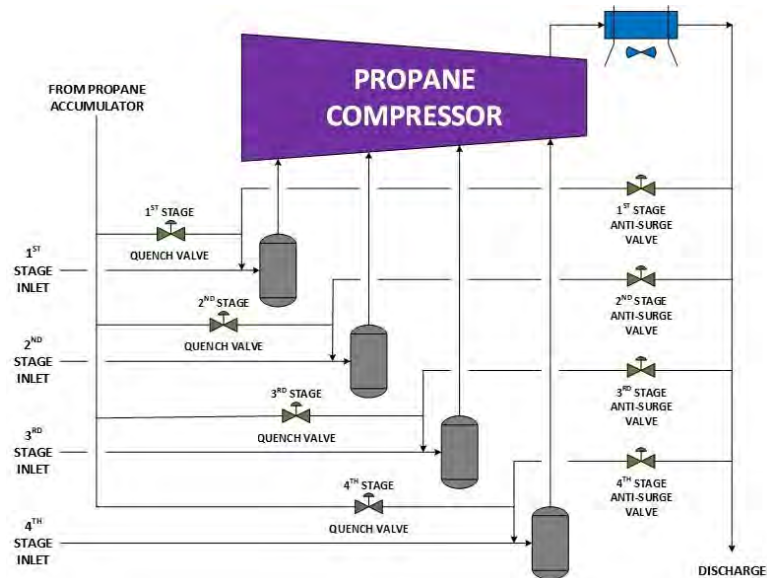 FROM PROPANE
ACCUMULATOR
PROPANE
COMPRESSOR
1ST STAGE
QUENCH VALVE
1ST
STAGE
INLET
1ST STAGE
ANTI-SURGE
VALVE
2ND STAGE
QUENCH VALVE
2ND
STAGE
INLET
2ND STAGE
ANTI-SURGE
VALVE
3RD STAGE
QUENCH VALVE
3RD
STAGE
INLET
3RD STAGE
ANTI-SURGE
VALVE
4TH STAGE
QUENCH VALVE
4TH
STAGE
INLET
4TH STAGE
ANTI-SURGE
VALVE
DISCHARGE